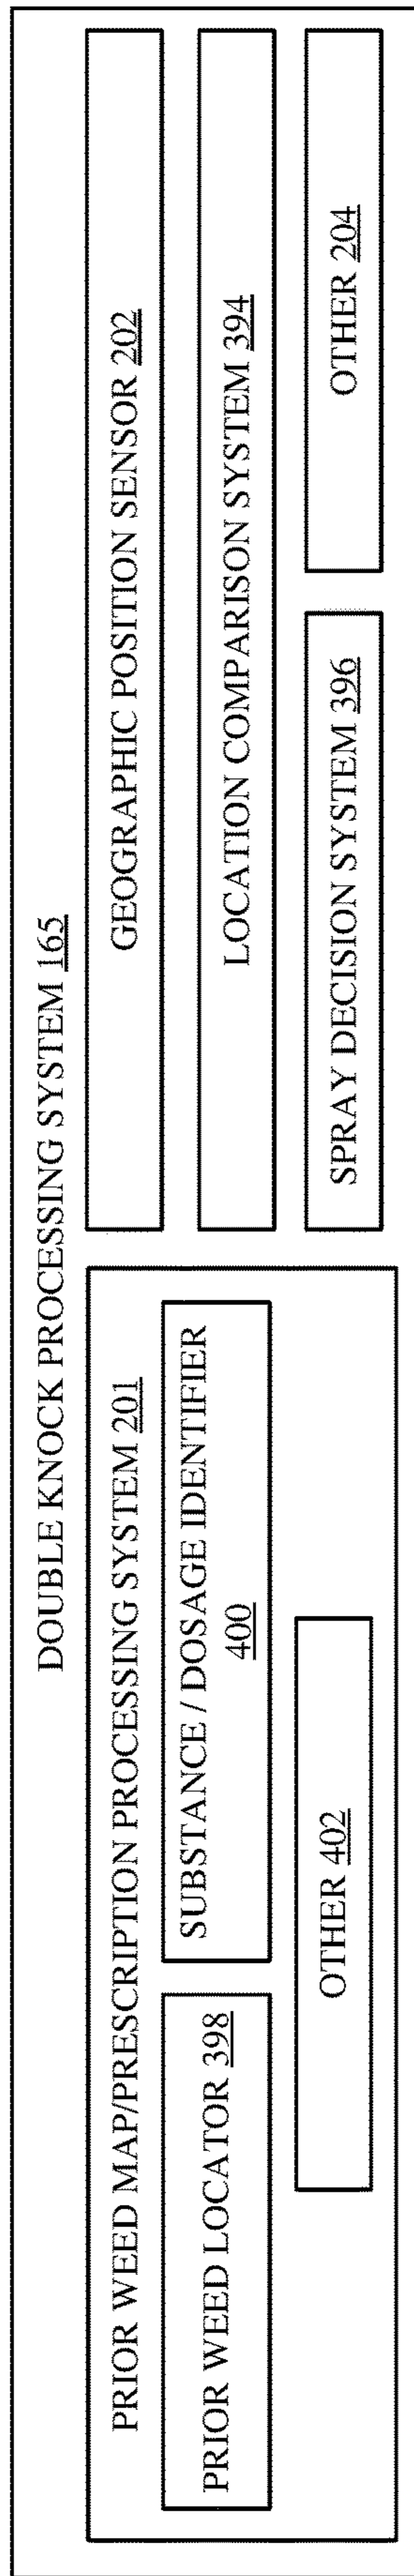 DOUBLE KNOCK PROCESSING SYSTEM 165
PRIOR WEED MAP/PRESCRIPTION PROCESSING SYSTEM 201
PRIOR WEED LOCATOR 398
SUBSTANCE / DOSAGE IDENTIFIER
400
OTHER 402
GEOGRAPHIC POSITION SENSOR 202
LOCATION COMPARISON SYSTEM 394
SPRAY DECISION SYSTEM 396
OTHER 204